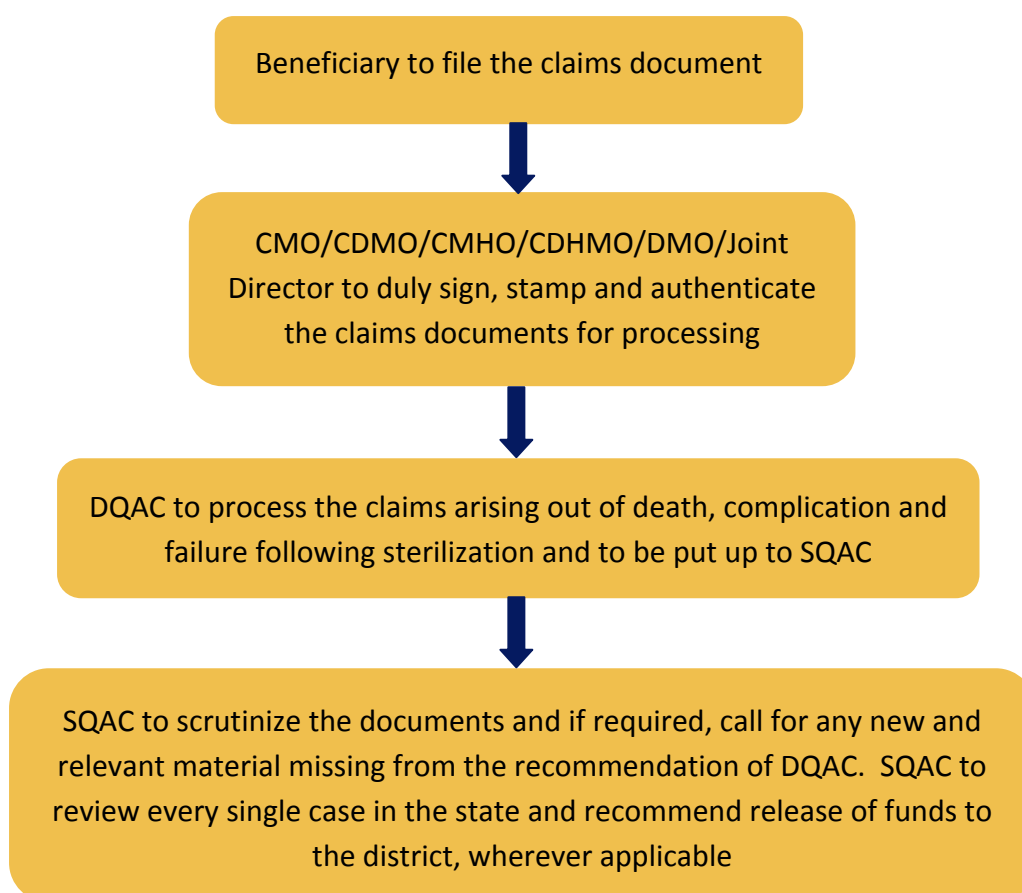 Beneficiary to file the claims document
CMO/CDMO/CMHO/CDHMO/DMO/Joint
Director to duly sign, stamp and authenticate
the claims documents for processing
DQAC to process the claims arising out of death, complication and
failure following sterilization and to be put up to SQAC
SQAC to scrutinize the documents and if required, call for any new and
relevant material missing from the recommendation of DQAC.  SQAC to
review every single case in the state and recommend release of funds to
the district, wherever applicable